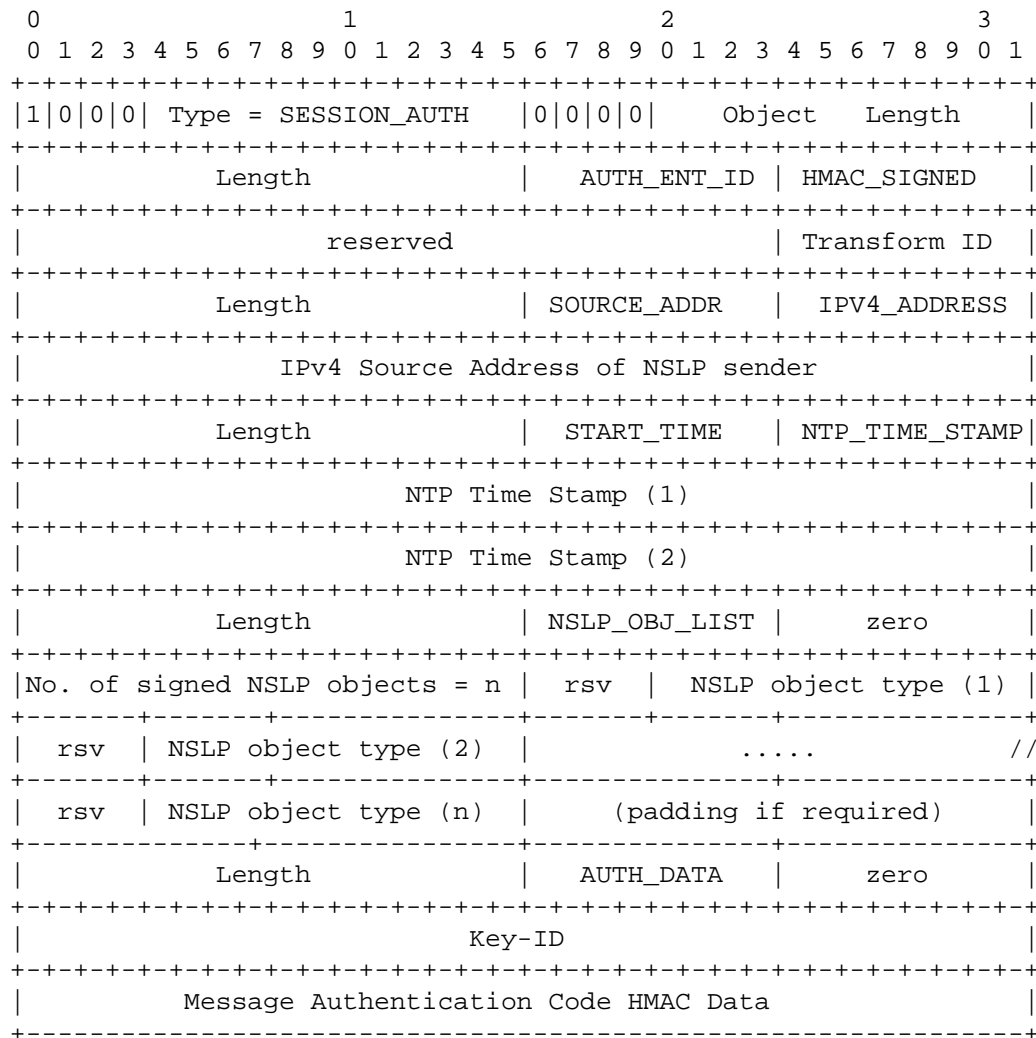 0                   1                   2                   3
 0 1 2 3 4 5 6 7 8 9 0 1 2 3 4 5 6 7 8 9 0 1 2 3 4 5 6 7 8 9 0 1
+-+-+-+-+-+-+-+-+-+-+-+-+-+-+-+-+-+-+-+-+-+-+-+-+-+-+-+-+-+-+-+-+
|1|0|0|0| Type = SESSION_AUTH   |0|0|0|0|    Object   Length    |
+-+-+-+-+-+-+-+-+-+-+-+-+-+-+-+-+-+-+-+-+-+-+-+-+-+-+-+-+-+-+-+-+
|            Length             |   AUTH_ENT_ID | HMAC_SIGNED   |
+-+-+-+-+-+-+-+-+-+-+-+-+-+-+-+-+-+-+-+-+-+-+-+-+-+-+-+-+-+-+-+-+
|                   reserved                    | Transform ID  |
+-+-+-+-+-+-+-+-+-+-+-+-+-+-+-+-+-+-+-+-+-+-+-+-+-+-+-+-+-+-+-+-+
|            Length             | SOURCE_ADDR   |  IPV4_ADDRESS |
+-+-+-+-+-+-+-+-+-+-+-+-+-+-+-+-+-+-+-+-+-+-+-+-+-+-+-+-+-+-+-+-+
|                IPv4 Source Address of NSLP sender             |
+-+-+-+-+-+-+-+-+-+-+-+-+-+-+-+-+-+-+-+-+-+-+-+-+-+-+-+-+-+-+-+-+
|            Length             |  START_TIME   | NTP_TIME_STAMP|
+-+-+-+-+-+-+-+-+-+-+-+-+-+-+-+-+-+-+-+-+-+-+-+-+-+-+-+-+-+-+-+-+
|                        NTP Time Stamp (1)                     |
+-+-+-+-+-+-+-+-+-+-+-+-+-+-+-+-+-+-+-+-+-+-+-+-+-+-+-+-+-+-+-+-+
|                        NTP Time Stamp (2)                     |
+-+-+-+-+-+-+-+-+-+-+-+-+-+-+-+-+-+-+-+-+-+-+-+-+-+-+-+-+-+-+-+-+
|            Length             | NSLP_OBJ_LIST |     zero      |
+-+-+-+-+-+-+-+-+-+-+-+-+-+-+-+-+-+-+-+-+-+-+-+-+-+-+-+-+-+-+-+-+
|No. of signed NSLP objects = n |  rsv  |  NSLP object type (1) |
+-------+-------+---------------+-------+-------+---------------+
|  rsv  | NSLP object type (2)  |             .....            //
+-------+-------+---------------+---------------+---------------+
|  rsv  | NSLP object type (n)  |     (padding if required)     |
+--------------+----------------+---------------+---------------+
|            Length             |   AUTH_DATA   |     zero      |
+-+-+-+-+-+-+-+-+-+-+-+-+-+-+-+-+-+-+-+-+-+-+-+-+-+-+-+-+-+-+-+-+
|                            Key-ID                             |
+-+-+-+-+-+-+-+-+-+-+-+-+-+-+-+-+-+-+-+-+-+-+-+-+-+-+-+-+-+-+-+-+
|          Message Authentication Code HMAC Data                |
+---------------------------------------------------------------+